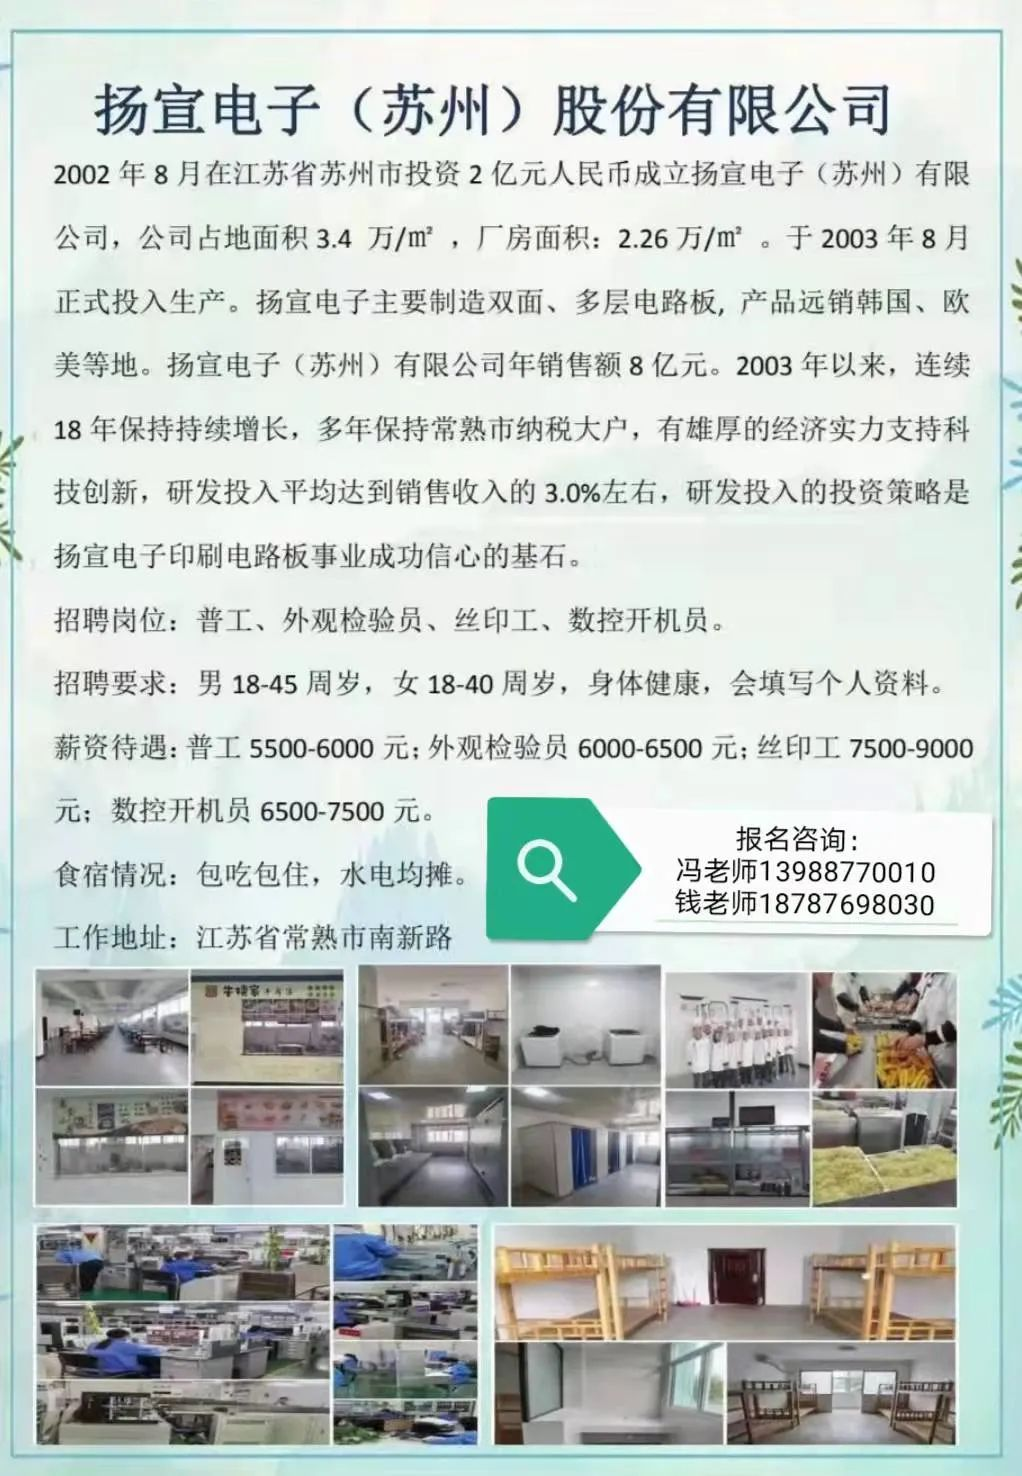 扬宣电子（苏州）股份有限公司
2002 年 8 月在江苏省苏州市投资 2 亿元人民币成立扬宣电子（苏州）有限
公司，公司占地面积 3.4 万/㎡ ，厂房面积：2.26 万/㎡ 。于 2003 年 8 月
正式投入生产。扬宣电子主要制造双面、多层电路板, 产品远销韩国、欧
美等地。扬宣电子（苏州）有限公司年销售额 8 亿元。2003 年以来，连续
18 年保持持续增长，多年保持常熟市纳税大户，有雄厚的经济实力支持科
技创新，研发投入平均达到销售收入的 3.0%左右，研发投入的投资策略是
扬宣电子印刷电路板事业成功信心的基石。
招聘岗位：普工、外观检验员、丝印工、数控开机员。
招聘要求：男 18-45 周岁，女 18-40 周岁，身体健康，会填写个人资料。
薪资待遇：普工 5500-6000 元；外观检验员 6000-6500 元；丝印工 7500-9000
元；数控开机员 6500-7500 元。
食宿情况：包吃包住，水电均摊。
工作地址：江苏省常熟市南新路
报名咨询：
冯老师13988770010
钱老师18787698030